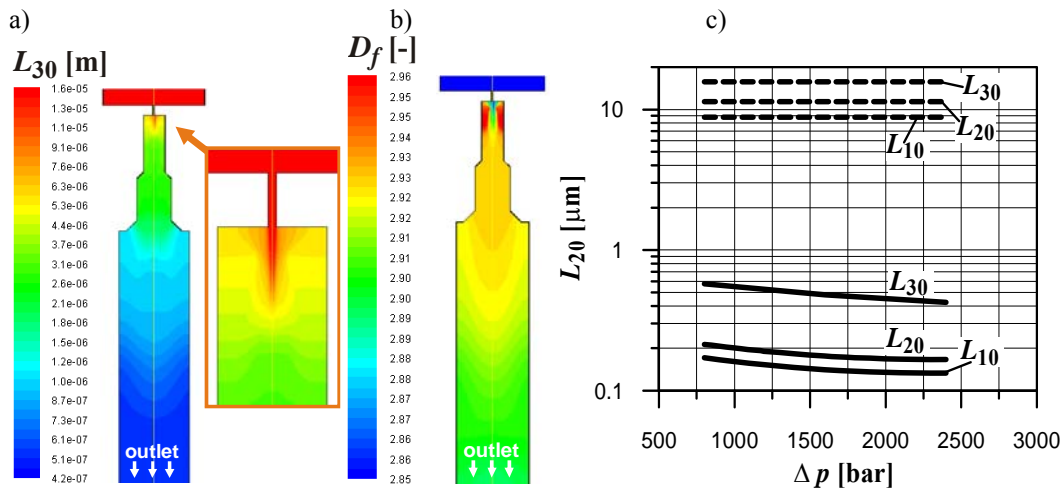 a)
L₃₀ [m]
1.6e-05
1.3e-05
1.1e-05
9.0e-06
7.5e-06
6.3e-06
5.3e-06
4.4e-06
3.7e-06
3.1e-06
2.6e-06
2.1e-06
1.8e-06
1.5e-06
1.2e-06
1.0e-06
8.7e-07
7.3e-07
6.1e-07
5.0e-07
4.2e-07
outlet
b)
D_f [-]
2.96
2.95
2.94
2.93
2.92
2.91
2.90
2.89
2.88
2.87
2.86
2.85
outlet
c)
L₂₀ [µm]
10
1
0.1
L₃₀
L₂₀
L₁₀
L₃₀
L₂₀
L₁₀
500
1000
1500
2000
2500
3000
Δ p [bar]